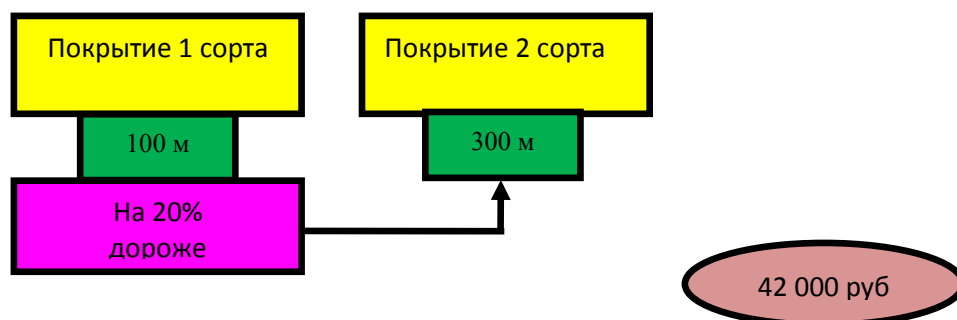 Покрытие 1 сорта
Покрытие 2 сорта
100 м
300 м
На 20%
дороже
42 000 руб